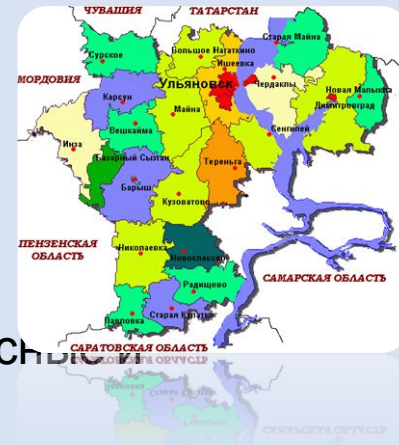 ЧУВАШИЯ ТАТАРСТАН
Старая Майна
Сурское Большое Нагаткино
Ишеевка
МОРДОВИЯ УЛЬЯНОВСК Чердаклы Новая Малыкла
Карсун Димитровград
Майна
Вешкайма Сенгилей
Инза
Базарный Сызган Тереньга
Барыш
Кузоватово
ПЕНЗЕНСКАЯ
ОБЛАСТЬ
Николаевка Новоспасское
САМАРСКАЯ ОБЛАСТЬ
Радищево
Павловка Старая Кулатка
САРАТОВСКАЯ ОБЛАСТЬ